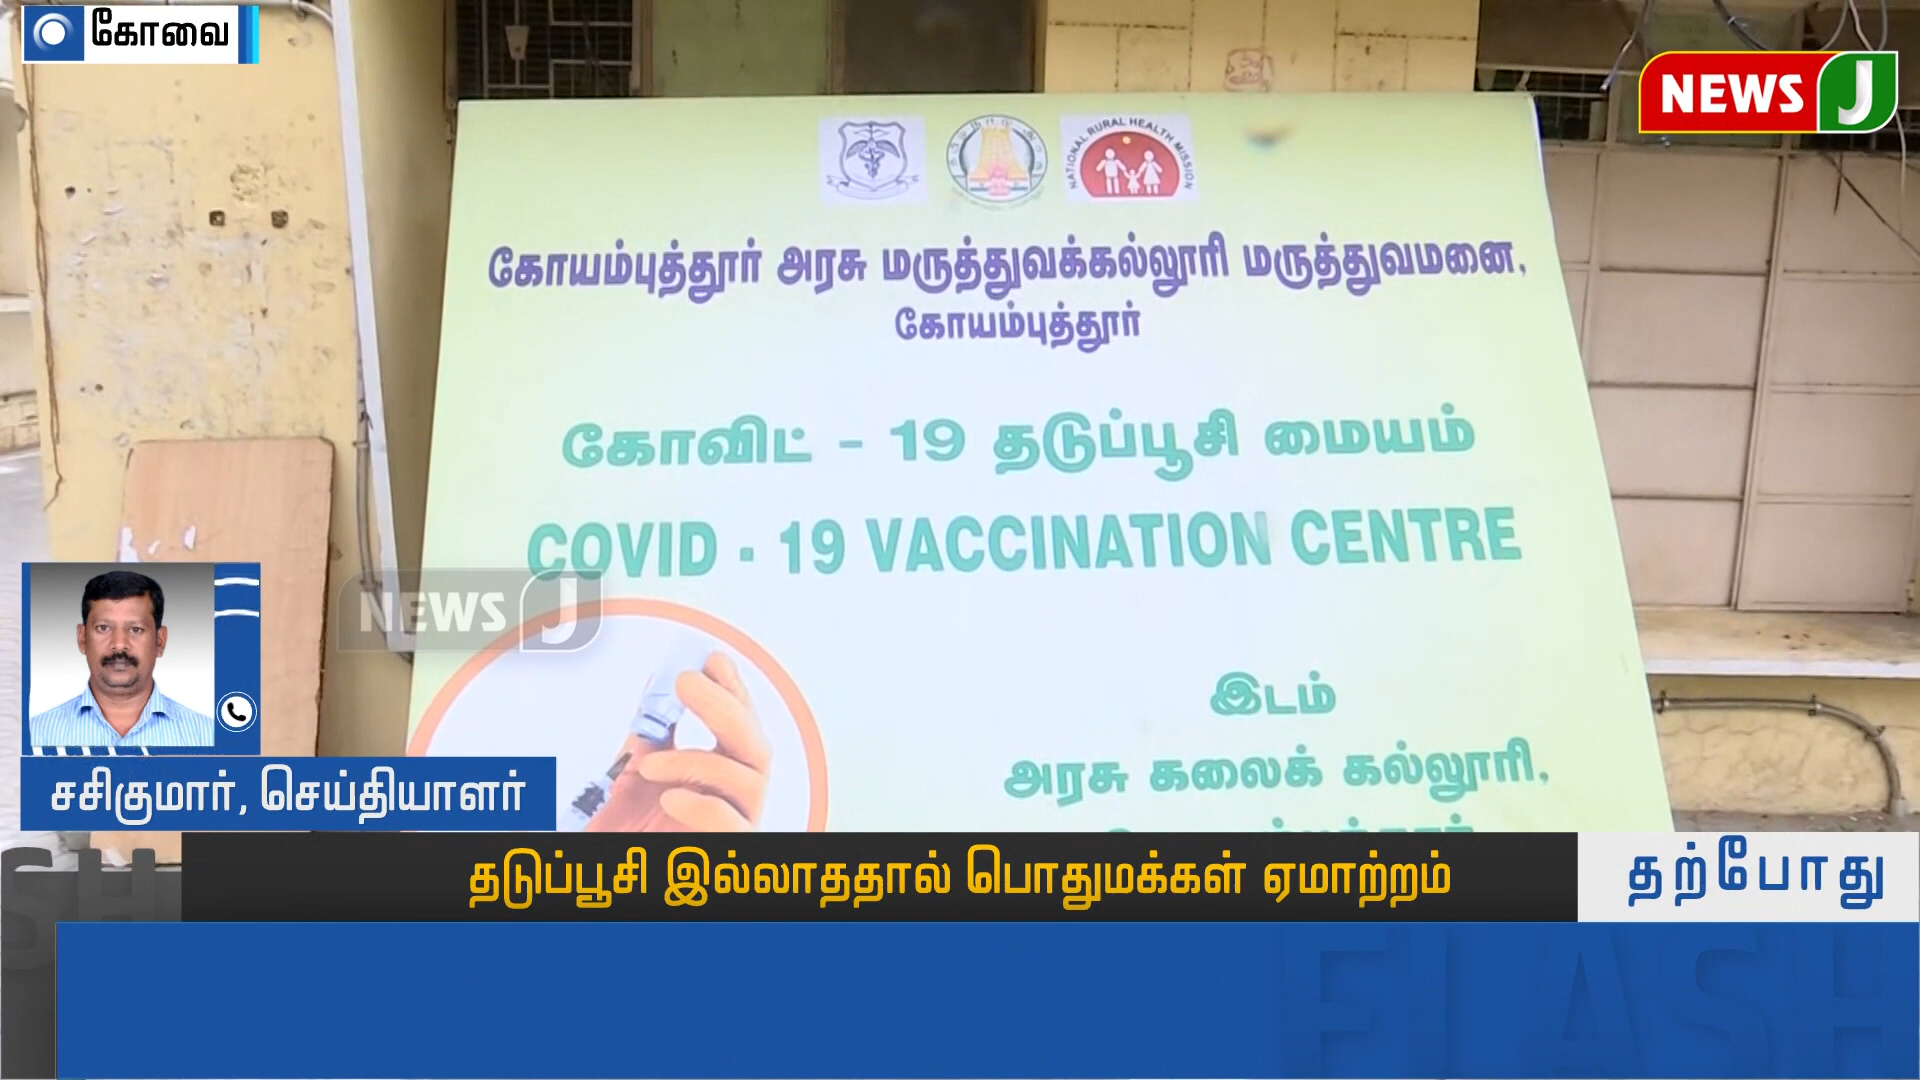 கோவை
NEWS J
NATIONAL RURAL HEALTH MISSION
கோயம்புத்தூர் அரசு மருத்துவக்கல்லூரி மருத்துவமனை,
கோயம்புத்தூர்
கோவிட் - 19 தடுப்பூசி மையம்
COVID - 19 VACCINATION CENTRE
NEWS J
இடம்
அரசு கலைக் கல்லூரி,
சசிகுமார், செய்தியாளர்
தடுப்பூசி இல்லாததால் பொதுமக்கள் ஏமாற்றம்
தற்போது
FLASH